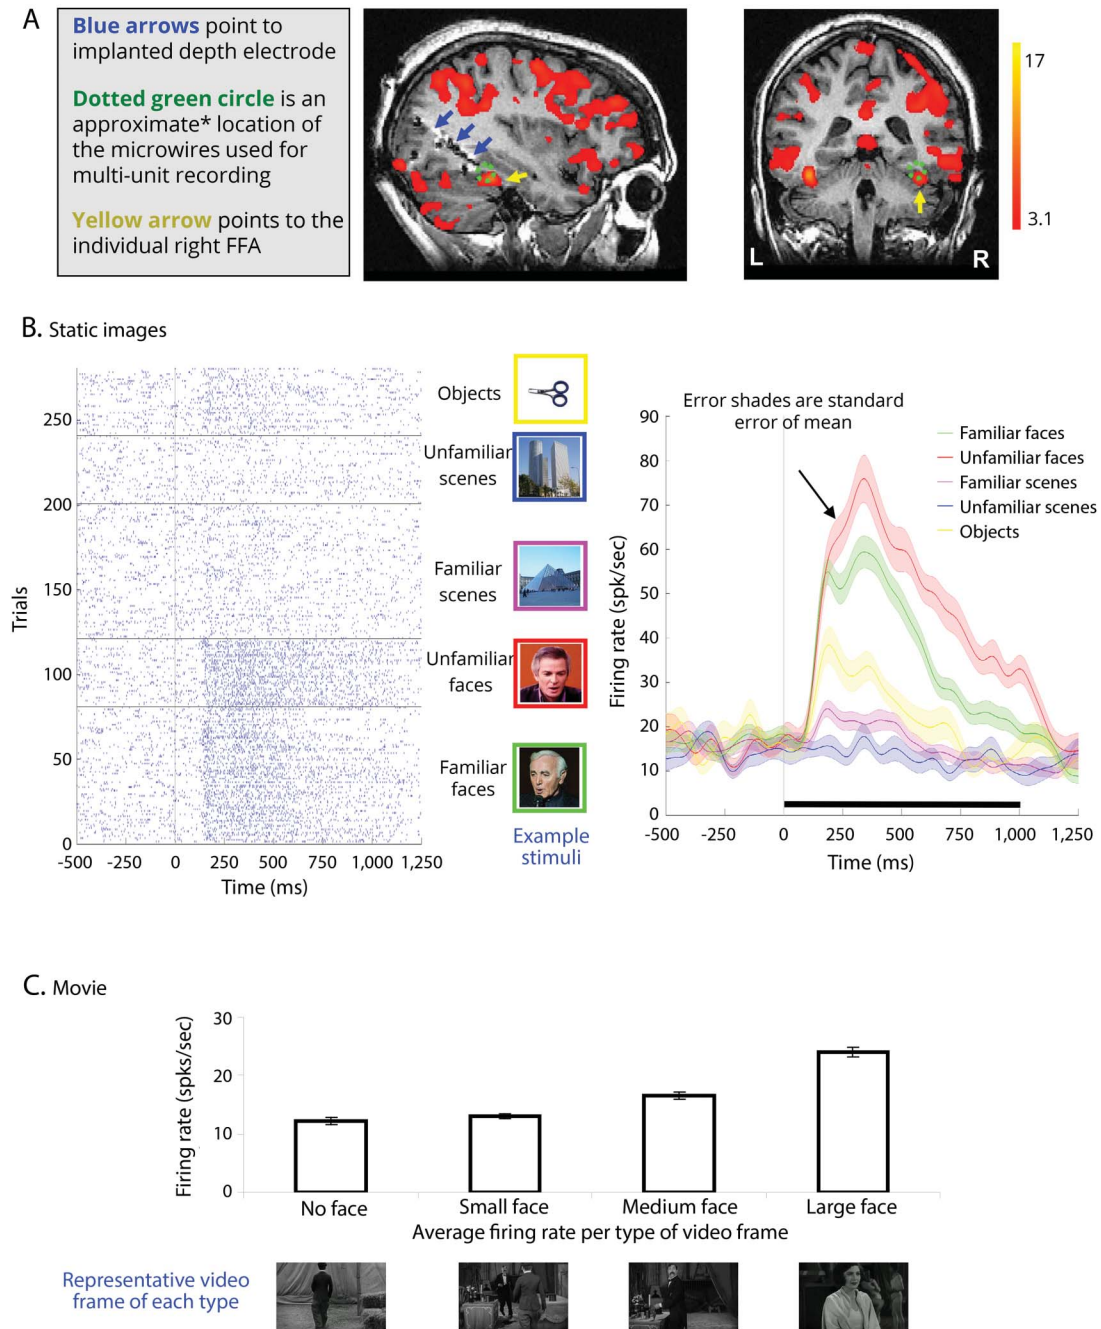 A
Blue arrows point to
implanted depth electrode
Dotted green circle is an
approximate* location of
the microwires used for
multi-unit recording
Yellow arrow points to the
individual right FFA
L
R
17
3.1
B. Static images
Trials
250
200
150
100
50
0
-500 -250 0 250 500 750 1,000 1,250
Time (ms)
Objects
Unfamiliar
scenes
Familiar
scenes
Unfamiliar
faces
Familiar
faces
Example
stimuli
Error shades are standard
error of mean
Familiar faces
Unfamiliar faces
Familiar scenes
Unfamiliar scenes
Objects
Firing rate (spk/sec)
90
80
70
60
50
40
30
20
10
0
-500 -250 0 250 500 750 1,000 1,250
Time (ms)
C. Movie
Firing rate (spks/sec)
30
20
10
0
No face Small face Medium face Large face
Average firing rate per type of video frame
Representative video
frame of each type